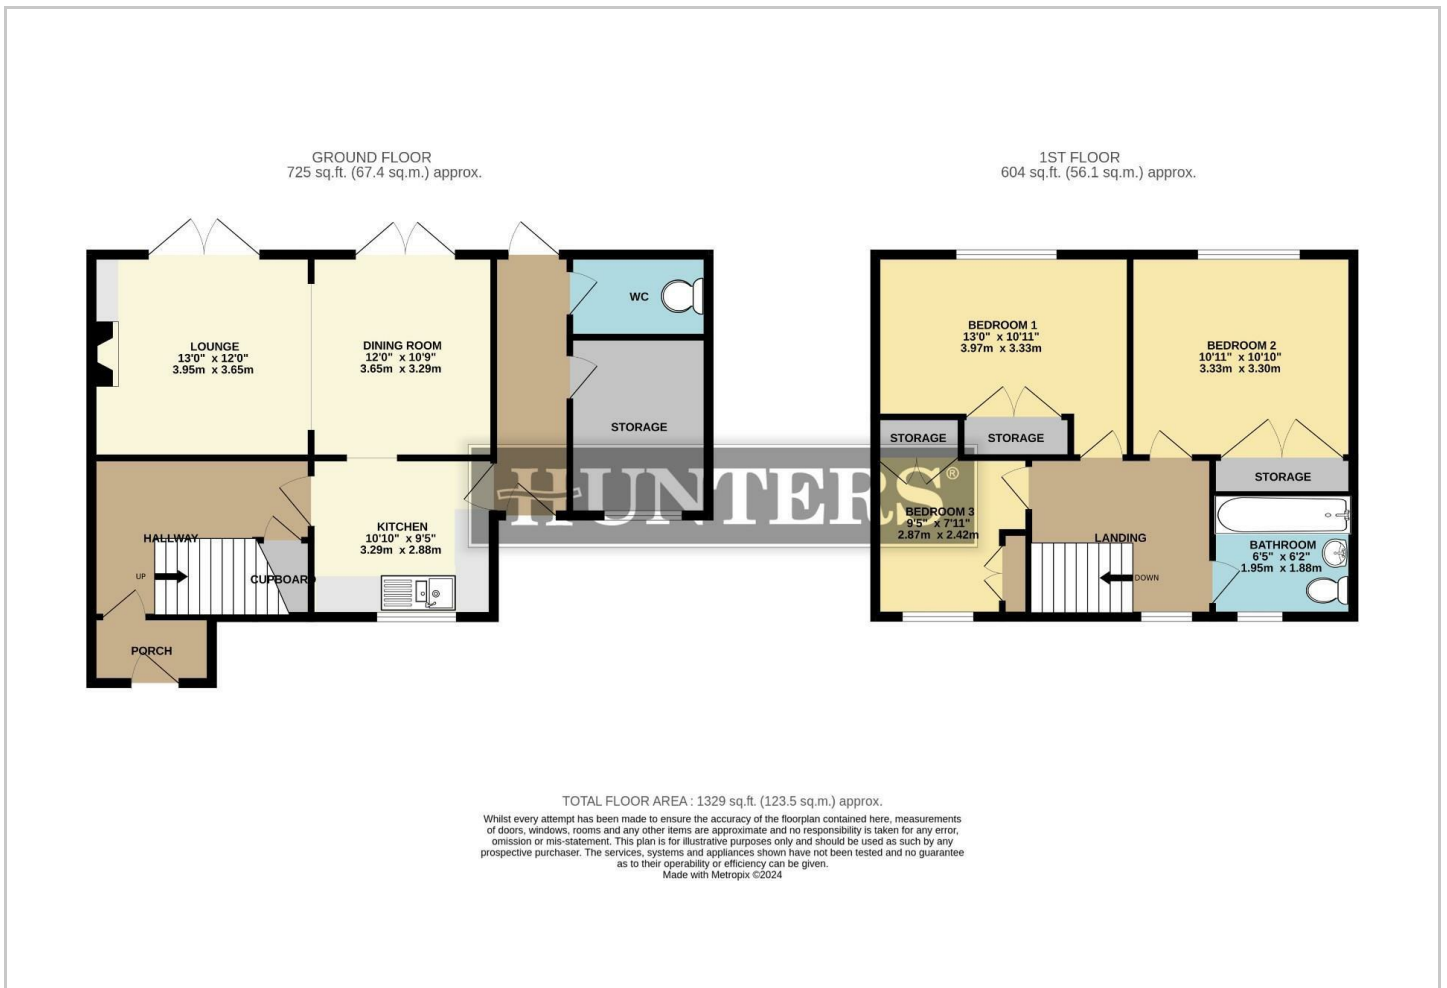 GROUND FLOOR
725 sq.ft. (67.4 sq.m.) approx.
1ST FLOOR
604 sq.ft. (56.1 sq.m.) approx.
LOUNGE
13'0" x 12'0"
3.95m x 3.65m
DINING ROOM
12'0" x 10'9"
3.65m x 3.29m
WC
STORAGE
KITCHEN
10'10" x 9'5"
3.29m x 2.88m
HALLWAY
UP
CUPBOARD
PORCH
BEDROOM 1
13'0" x 10'11"
3.97m x 3.33m
BEDROOM 2
10'11" x 10'10"
3.33m x 3.30m
STORAGE
STORAGE
STORAGE
BEDROOM 3
9'5" x 7'11"
2.87m x 2.42m
LANDING
DOWN
BATHROOM
6'5" x 6'2"
1.95m x 1.88m
HUNTERS®
TOTAL FLOOR AREA : 1329 sq.ft. (123.5 sq.m.) approx.
Whilst every attempt has been made to ensure the accuracy of the floorplan contained here, measurements
of doors, windows, rooms and any other items are approximate and no responsibility is taken for any error,
omission or mis-statement. This plan is for illustrative purposes only and should be used as such by any
prospective purchaser. The services, systems and appliances shown have not been tested and no guarantee
as to their operability or efficiency can be given.
Made with Metropix ©2024